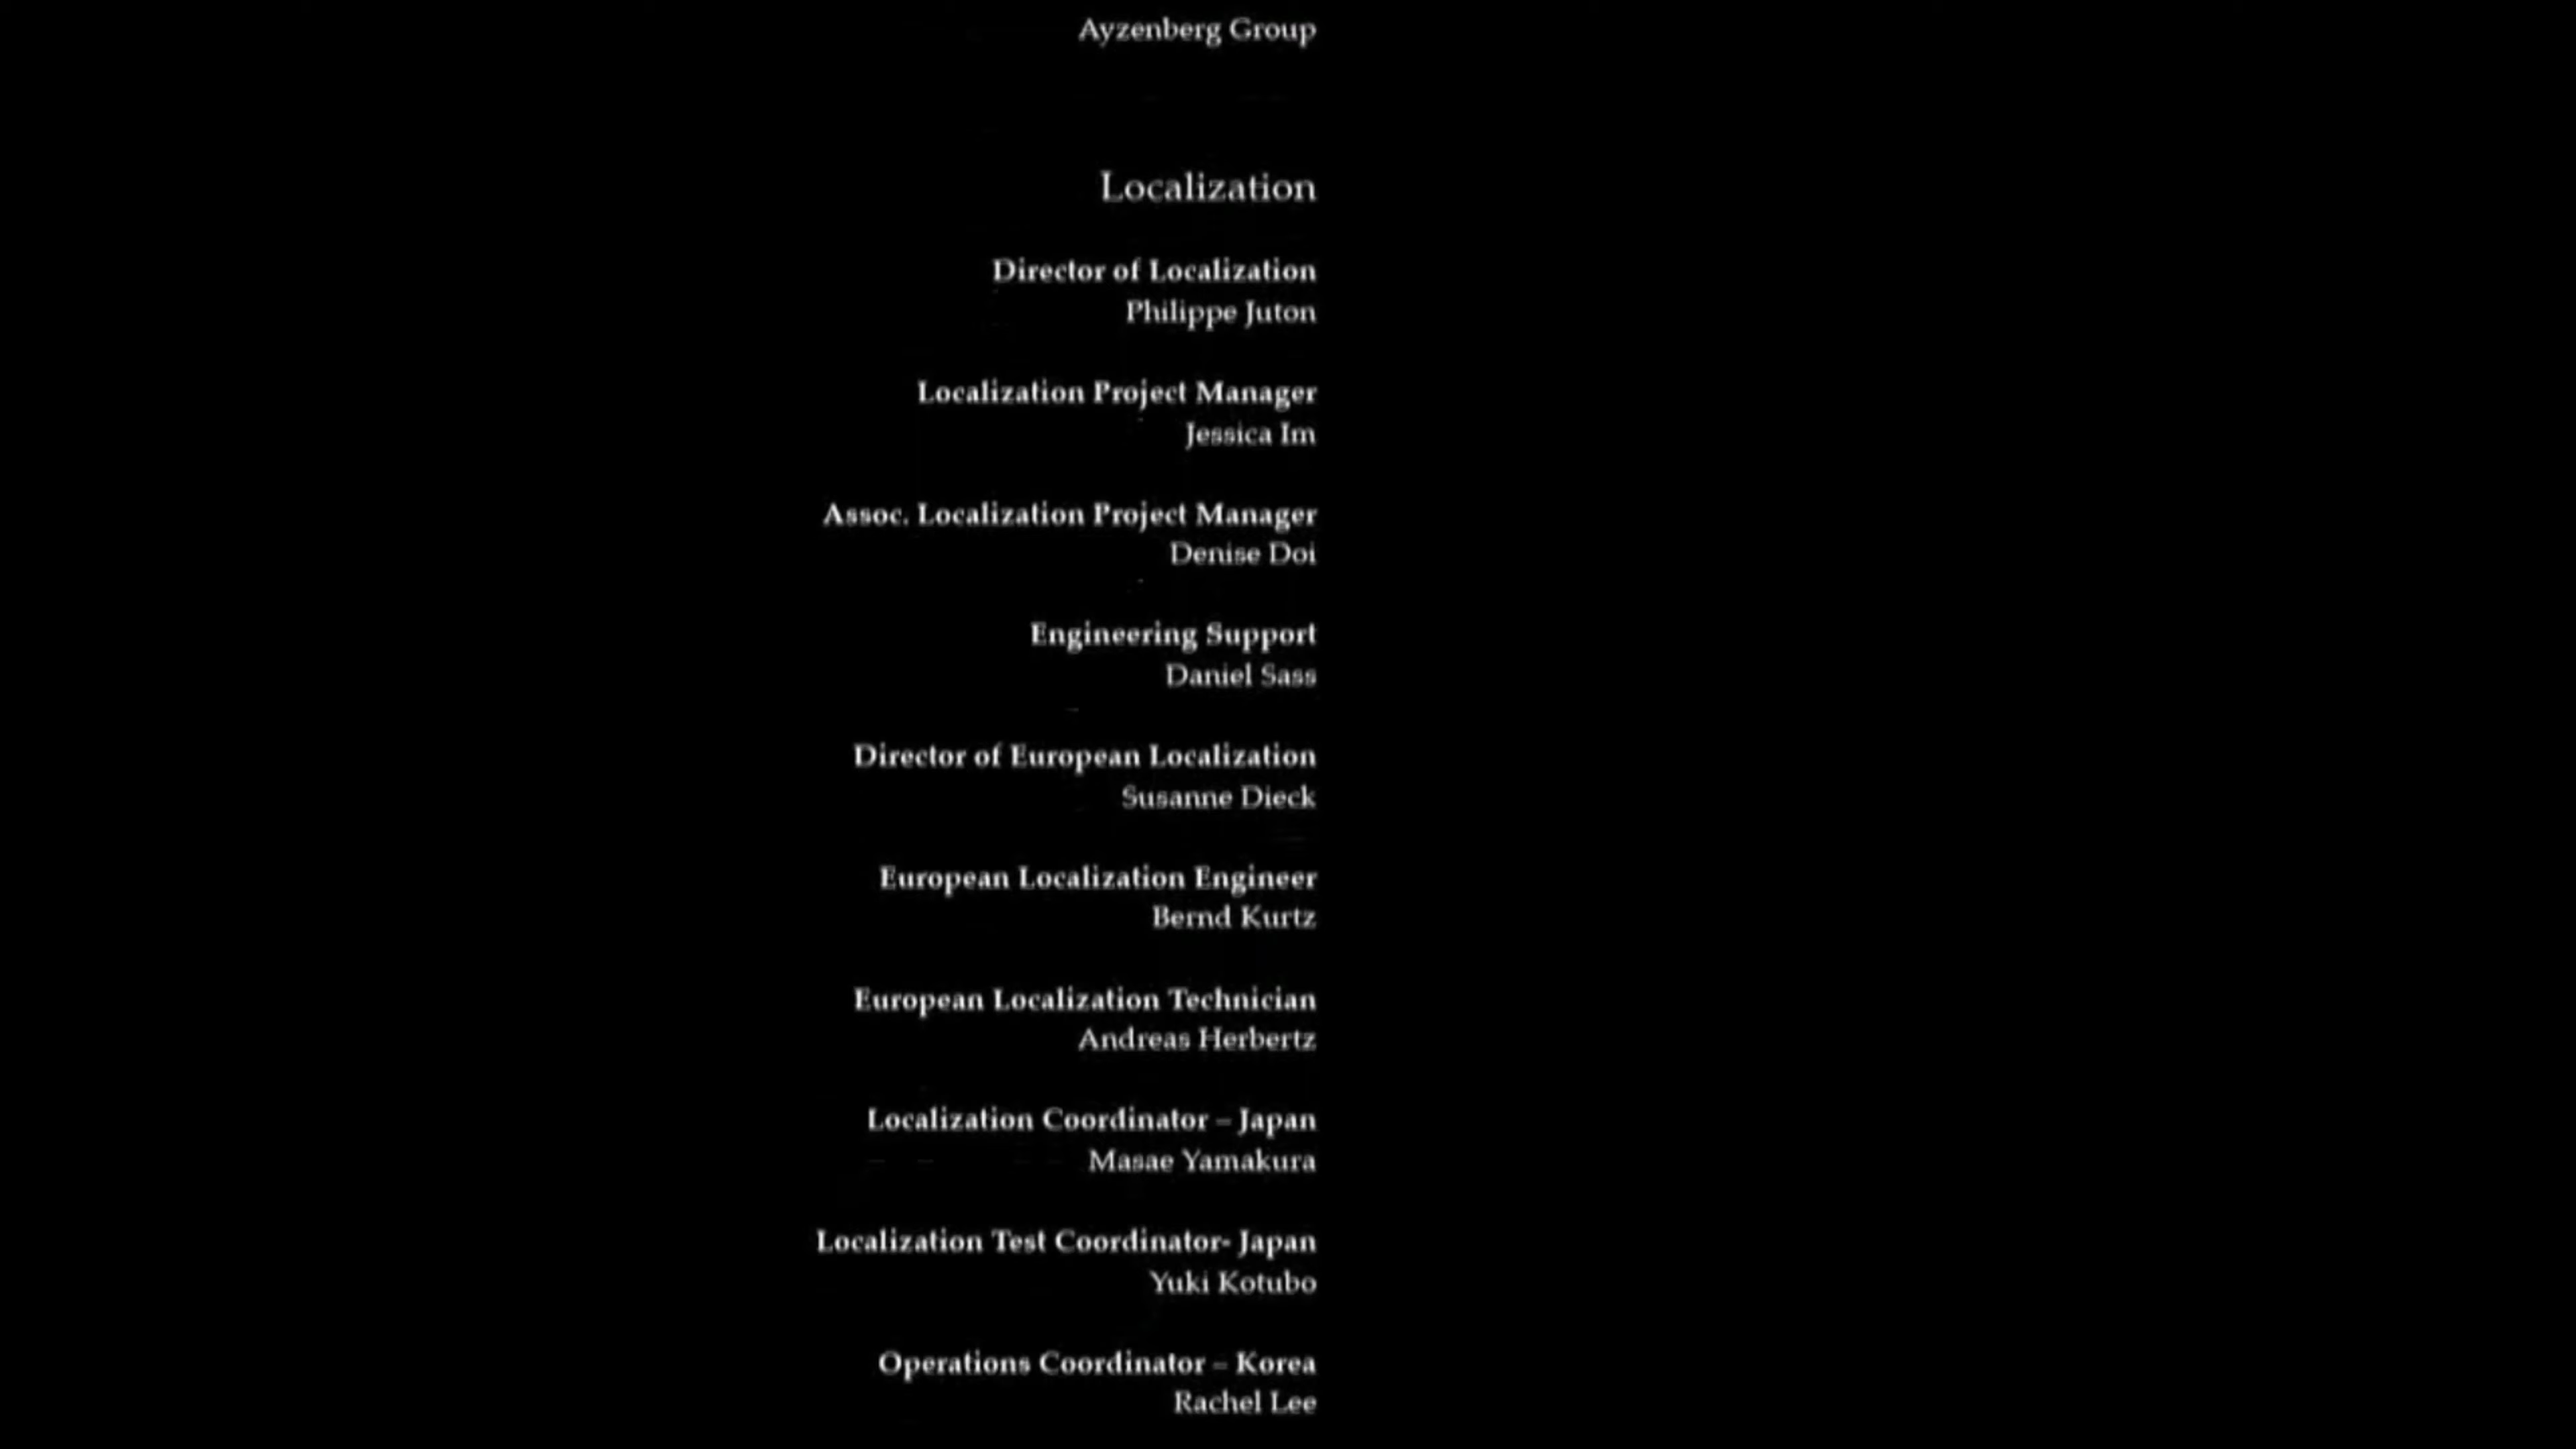 Ayzenberg Group
Localization
Director of Localization
Philippe Juton
Localization Project Manager
Jessica Im
Assoc. Localization Project Manager
Denise Doi
Engineering Support
Daniel Sass
Director of European Localization
Susanne Dieck
European Localization Engineer
Bernd Kurtz
European Localization Technician
Andreas Herbertz
Localization Coordinator – Japan
Masae Yamakura
Localization Test Coordinator- Japan
Yuki Kotubo
Operations Coordinator – Korea
Rachel Lee